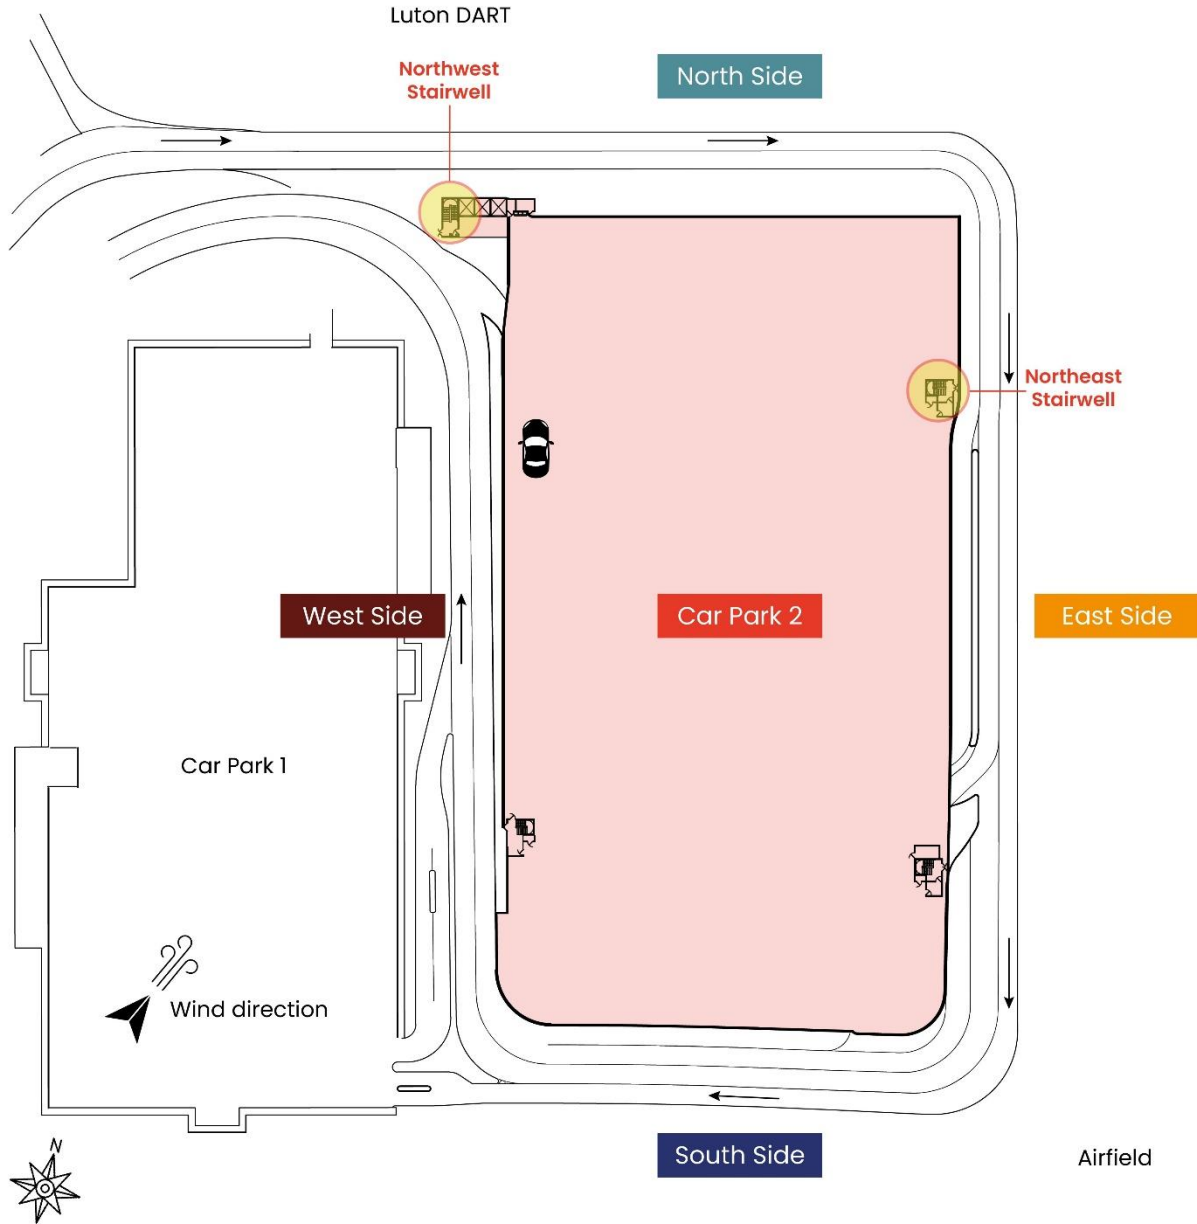 Luton DART
Northwest
Stairwell
North Side
Northeast
Stairwell
West Side
Car Park 2
East Side
Car Park 1
Wind direction
N
South Side
Airfield